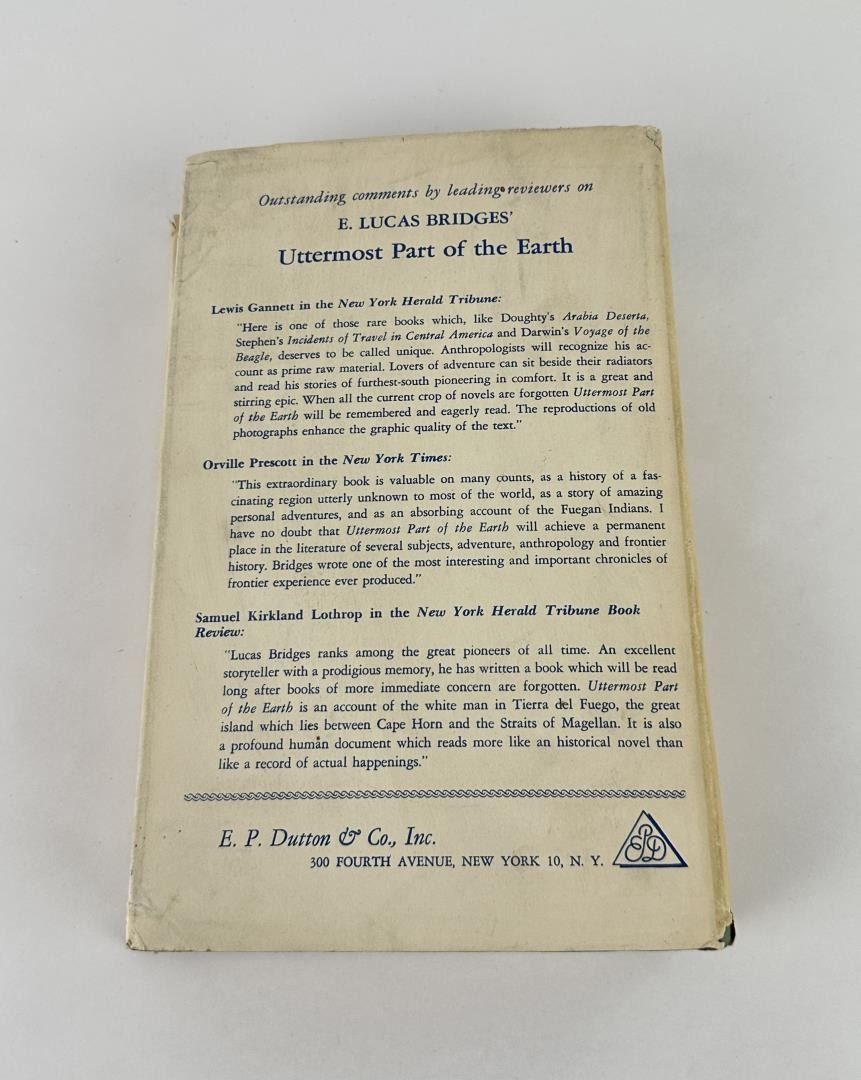 Outstanding comments by leading reviewers on
E. LUCAS BRIDGES'
Uttermost Part of the Earth
Lewis Gannett in the New York Herald Tribune:
"Here is one of those rare books which, like Doughty's Arabia Deserta,
Stephen's Incidents of Travel in Central America and Darwin's Voyage of the
Beagle, deserves to be called unique. Anthropologists will recognize his ac-
count as prime raw material. Lovers of adventure can sit beside their radiators
and read his stories of furthest-south pioneering in comfort. It is a great and
stirring epic. When all the current crop of novels are forgotten Uttermost Part
of the Earth will be remembered and eagerly read. The reproductions of old
photographs enhance the graphic quality of the text."
Orville Prescott in the New York Times:
"This extraordinary book is valuable on many counts, as a history of a fas-
cinating region utterly unknown to most of the world, as a story of amazing
personal adventures, and as an absorbing account of the Fuegan Indians. I
have no doubt that Uttermost Part of the Earth will achieve a permanent
place in the literature of several subjects, adventure, anthropology and frontier
history. Bridges wrote one of the most interesting and important chronicles of
frontier experience ever produced."
Samuel Kirkland Lothrop in the New York Herald Tribune Book
Review:
"Lucas Bridges ranks among the great pioneers of all time. An excellent
storyteller with a prodigious memory, he has written a book which will be read
long after books of more immediate concern are forgotten. Uttermost Part
of the Earth is an account of the white man in Tierra del Fuego, the great
island which lies between Cape Horn and the Straits of Magellan. It is also
a profound human document which reads more like an historical novel than
like a record of actual happenings."
E. P. Dutton & Co., Inc.
300 FOURTH AVENUE, NEW YORK 10, N. Y.
EPD